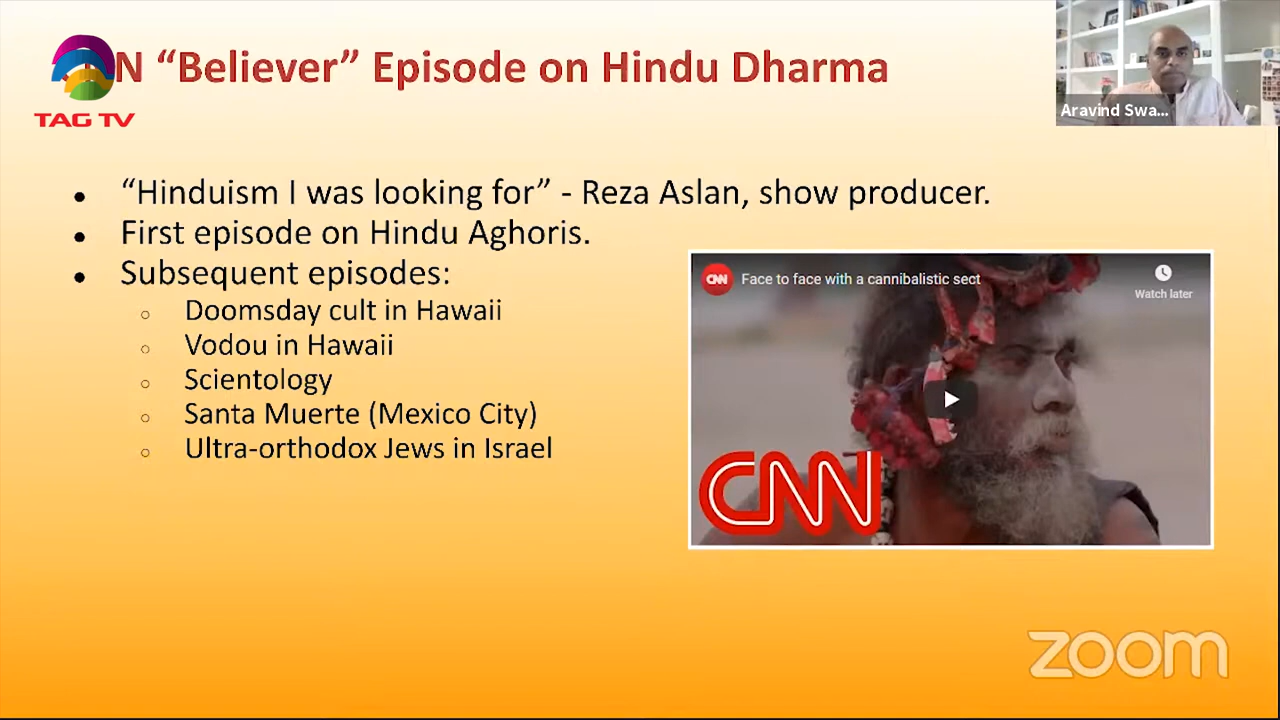 N “Believer” Episode on Hindu Dharma
TAG TV
Aravind Swa...
● “Hinduism I was looking for” - Reza Aslan, show producer.
● First episode on Hindu Aghoris.
● Subsequent episodes:
○ Doomsday cult in Hawaii
○ Vodou in Hawaii
○ Scientology
○ Santa Muerte (Mexico City)
○ Ultra-orthodox Jews in Israel
CNN Face to face with a cannibalistic sect
Watch later
CNN
zoom